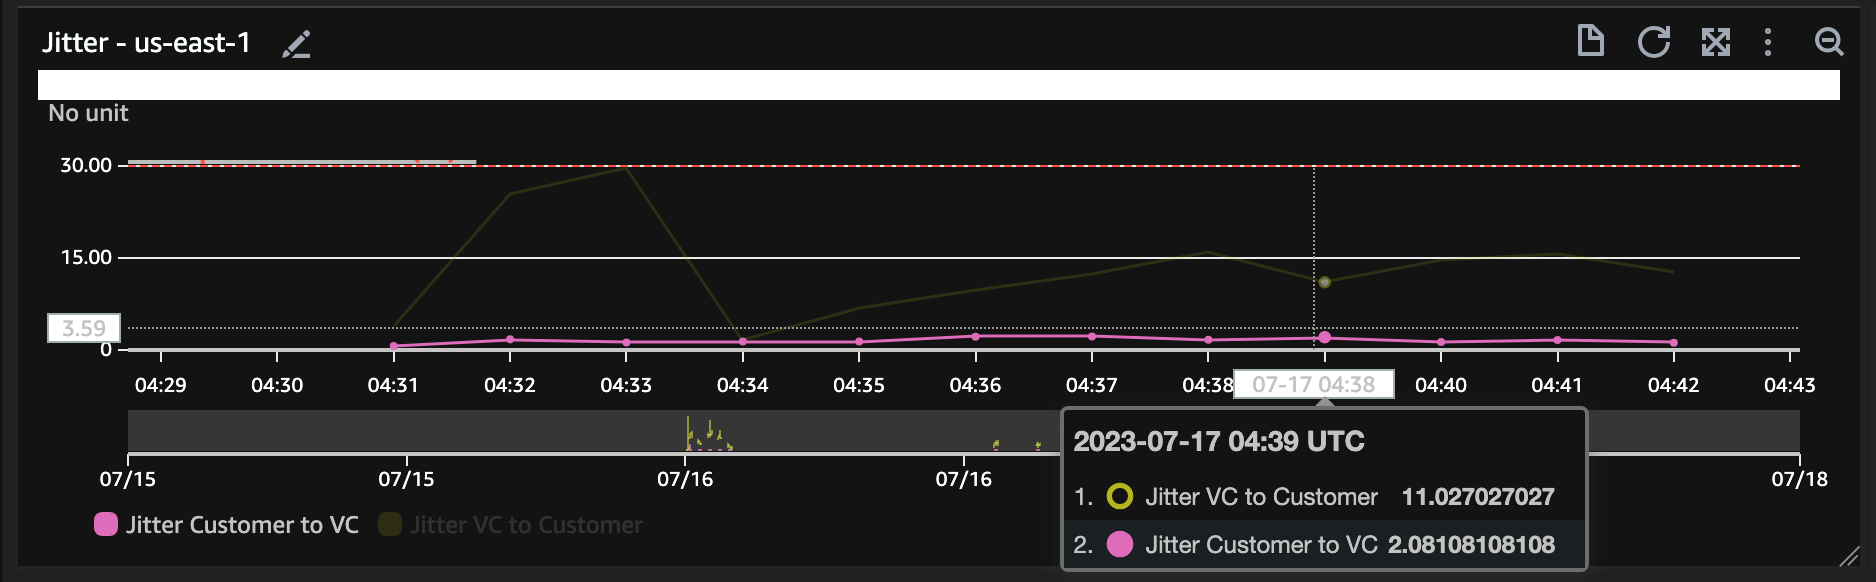 Jitter - us-east-1
No unit
30.00
15.00
3.59
0
04:29 04:30 04:31 04:32 04:33 04:34 04:35 04:36 04:37 04:38 07-17 04:38 04:40 04:41 04:42 04:43
07/15 07/15 07/16 07/16 07/18
Jitter Customer to VC Jitter VC to Customer
2023-07-17 04:39 UTC
1. Jitter VC to Customer 11.027027027
2. Jitter Customer to VC 2.08108108108